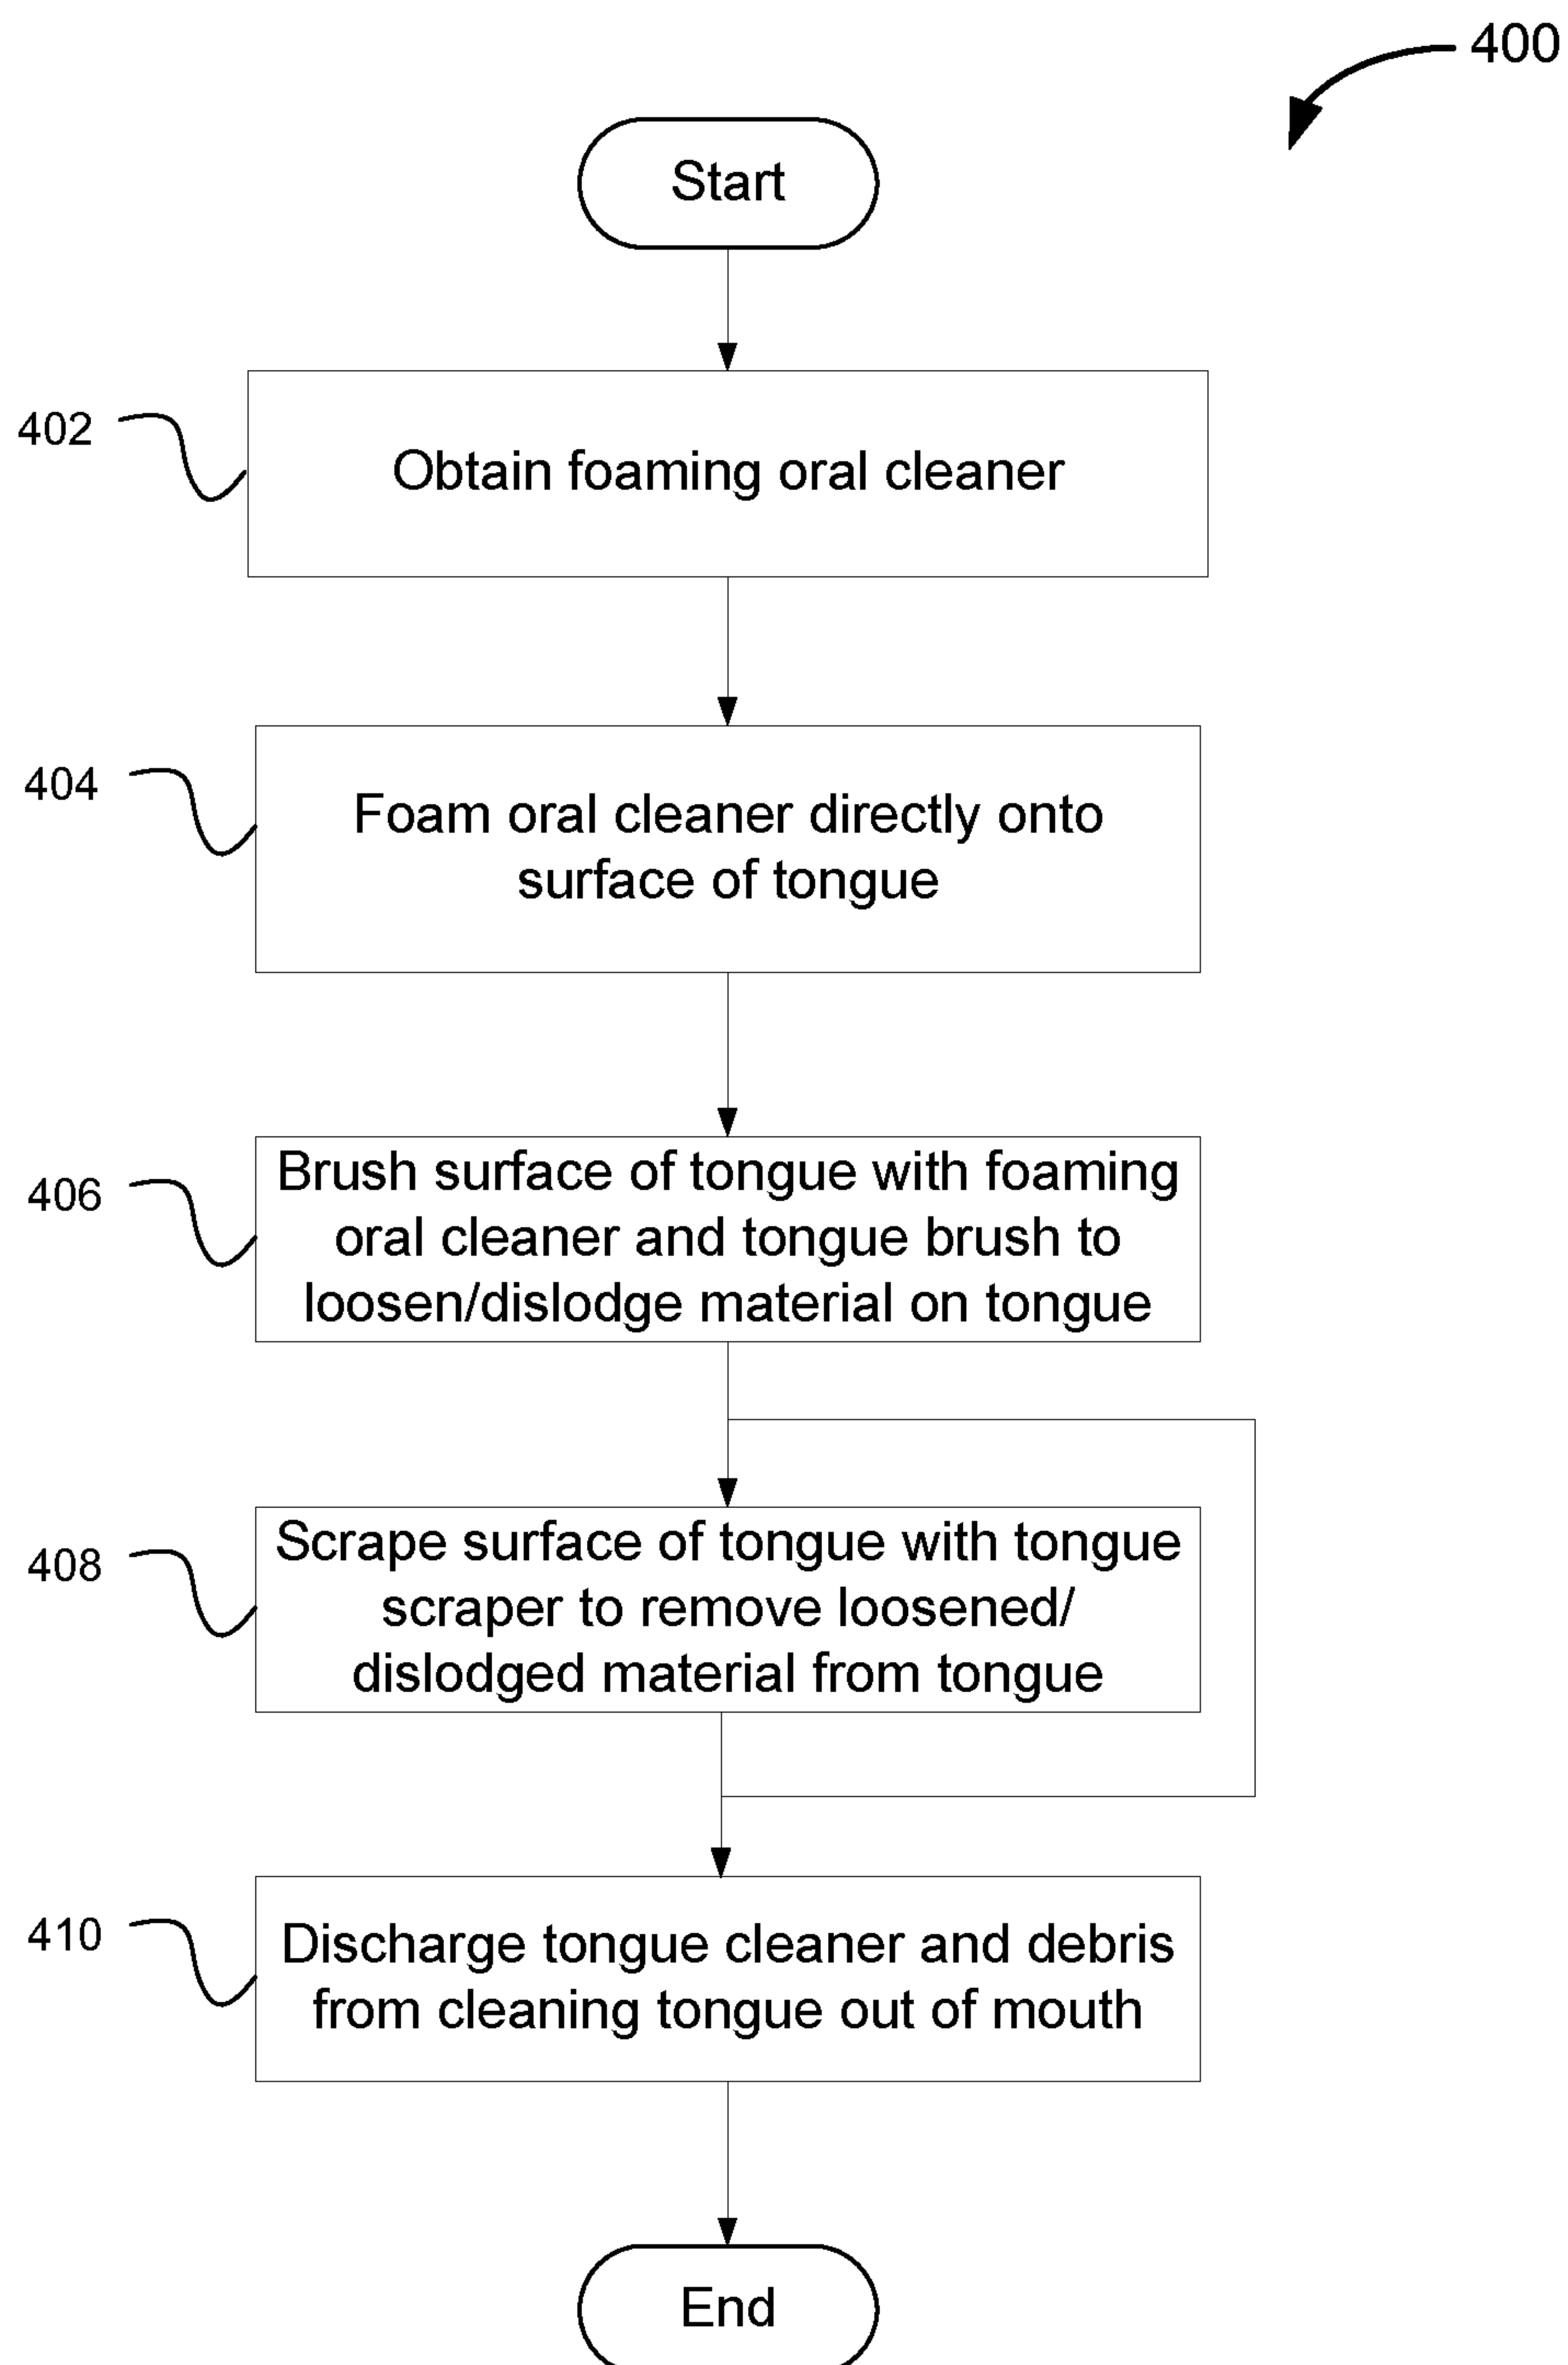 400
Start
402
Obtain foaming oral cleaner
404
Foam oral cleaner directly onto
surface of tongue
406
Brush surface of tongue with foaming
oral cleaner and tongue brush to
loosen/dislodge material on tongue
408
Scrape surface of tongue with tongue
scraper to remove loosened/
dislodged material from tongue
410
Discharge tongue cleaner and debris
from cleaning tongue out of mouth
End